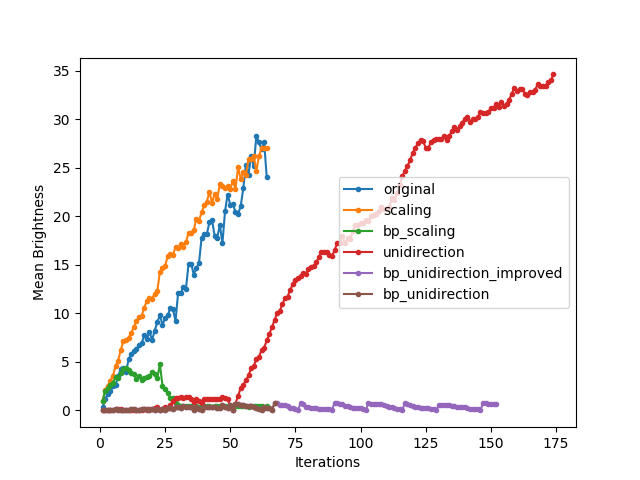 35
30
25
20
15
10
5
0
Mean Brightness
original
scaling
bp_scaling
unidirection
bp_unidirection_improved
bp_unidirection
0 25 50 75 100 125 150 175
Iterations